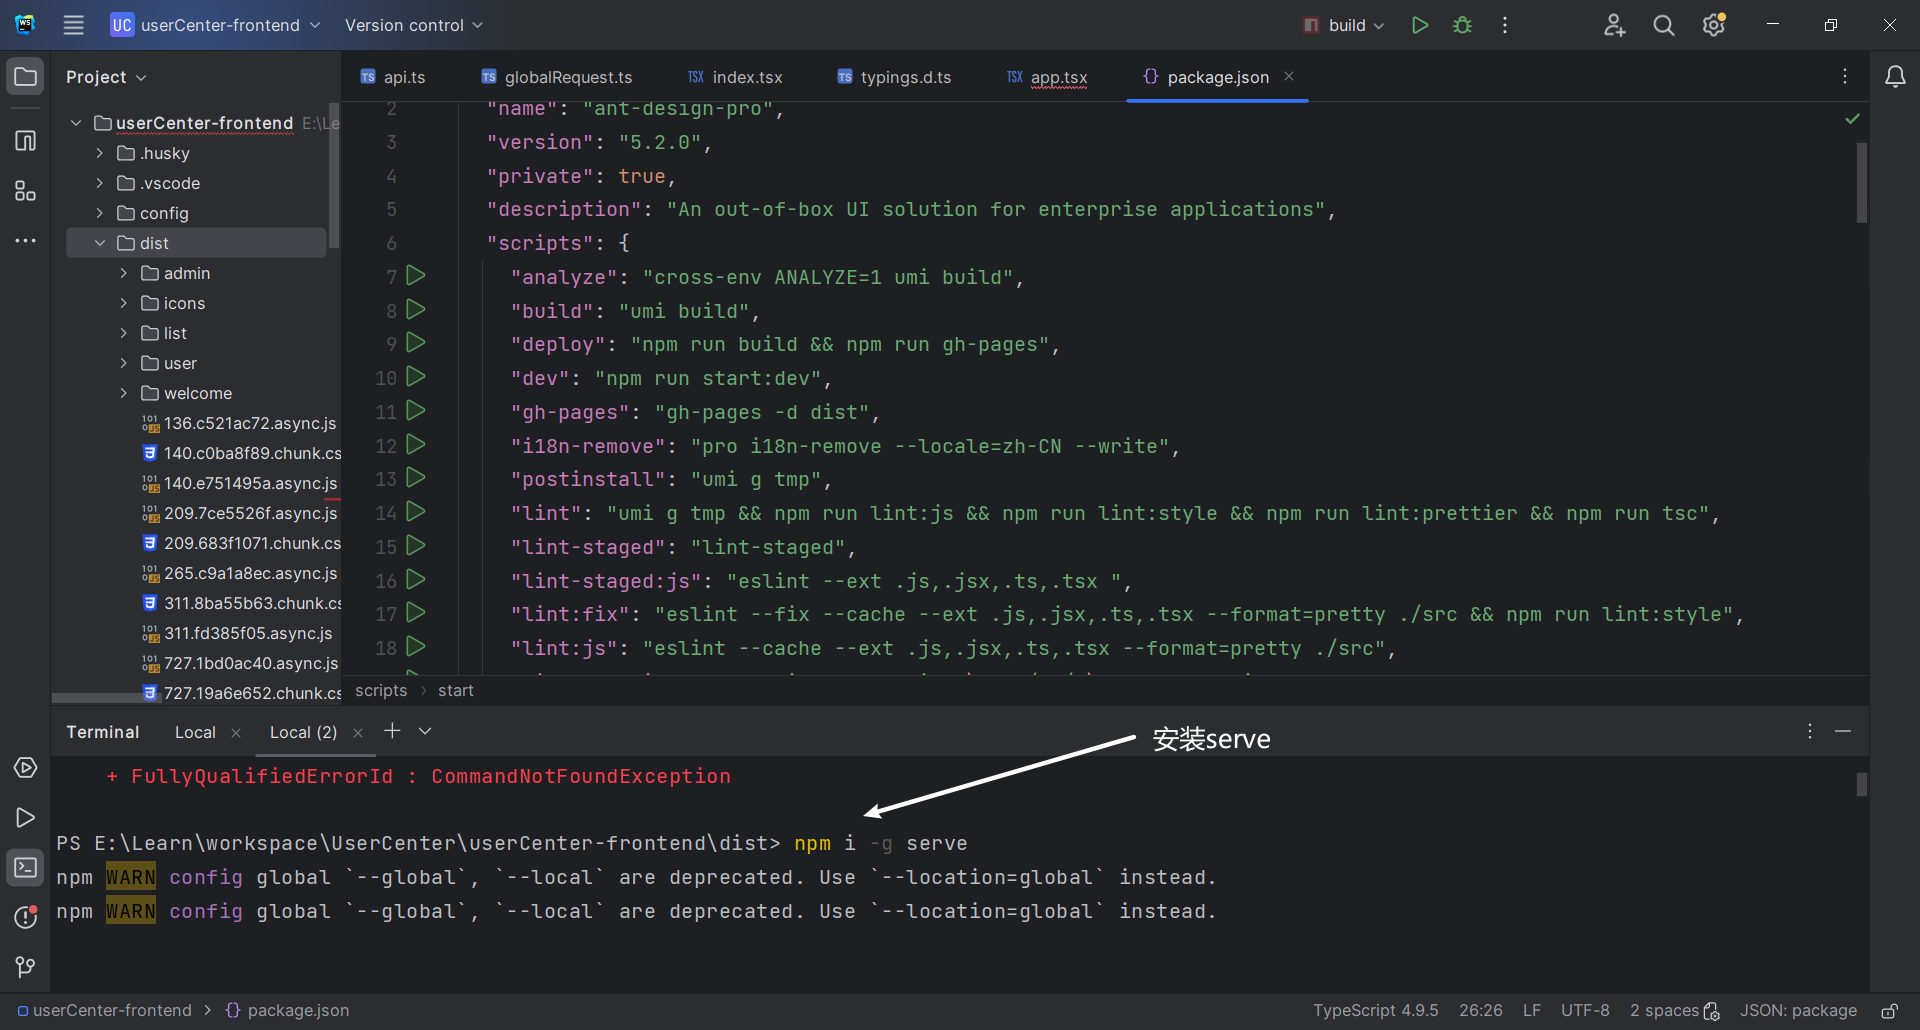 UC userCenter-frontend Version control build
Project
api.ts globalRequest.ts index.tsx typings.d.ts app.tsx package.json
userCenter-frontend E:\Le
.husky
.vscode
config
dist
admin
icons
list
user
welcome
136.c521ac72.async.js
140.c0ba8f89.chunk.cs
140.e751495a.async.js
209.7ce5526f.async.js
209.683f1071.chunk.cs
265.c9a1a8ec.async.js
311.8ba55b63.chunk.cs
311.fd385f05.async.js
727.1bd0ac40.async.js
727.19a6e652.chunk.cs
2 "name": "ant-design-pro",
3 "version": "5.2.0",
4 "private": true,
5 "description": "An out-of-box UI solution for enterprise applications",
6 "scripts": {
7 "analyze": "cross-env ANALYZE=1 umi build",
8 "build": "umi build",
9 "deploy": "npm run build && npm run gh-pages",
10 "dev": "npm run start:dev",
11 "gh-pages": "gh-pages -d dist",
12 "i18n-remove": "pro i18n-remove --locale=zh-CN --write",
13 "postinstall": "umi g tmp",
14 "lint": "umi g tmp && npm run lint:js && npm run lint:style && npm run lint:prettier && npm run tsc",
15 "lint-staged": "lint-staged",
16 "lint-staged:js": "eslint --ext .js,.jsx,.ts,.tsx ",
17 "lint:fix": "eslint --fix --cache --ext .js,.jsx,.ts,.tsx --format=pretty ./src && npm run lint:style",
18 "lint:js": "eslint --cache --ext .js,.jsx,.ts,.tsx --format=pretty ./src",
scripts › start
Terminal Local Local (2)
安装serve
+ FullyQualifiedErrorId : CommandNotFoundException
PS E:\Learn\workspace\UserCenter\userCenter-frontend\dist> npm i -g serve
npm WARN config global `--global`, `--local` are deprecated. Use `--location=global` instead.
npm WARN config global `--global`, `--local` are deprecated. Use `--location=global` instead.
userCenter-frontend > {} package.json TypeScript 4.9.5 26:26 LF UTF-8 2 spaces JSON: package